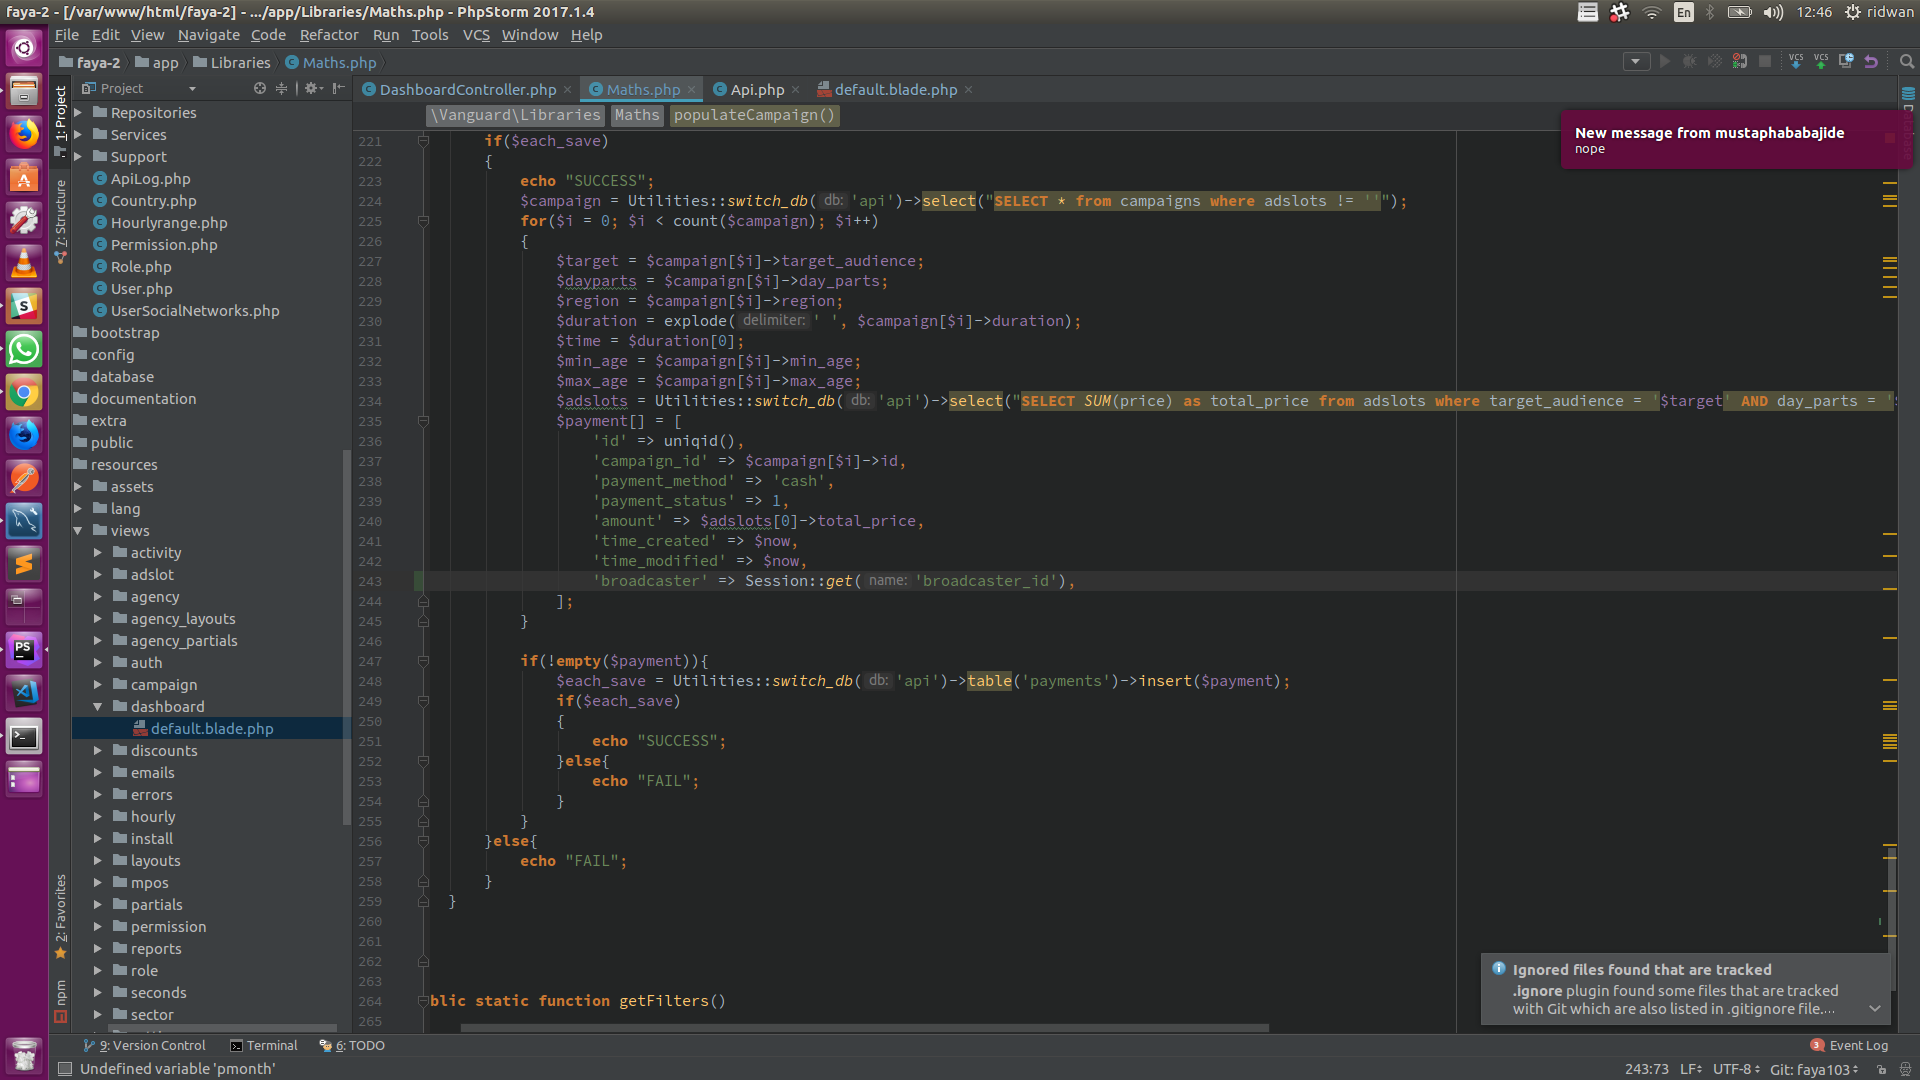 faya-2 - [/var/www/html/faya-2] - .../app/Libraries/Maths.php - PhpStorm 2017.1.4
En
12:46
ridwan
File Edit View Navigate Code Refactor Run Tools VCS Window Help
faya-2 app Libraries Maths.php
Project
DashboardController.php Maths.php Api.php default.blade.php
\Vanguard\Libraries Maths populateCampaign()
1: Project
7: Structure
2: Favorites
npm
Repositories
Services
Support
ApiLog.php
Country.php
Hourlyrange.php
Permission.php
Role.php
User.php
UserSocialNetworks.php
bootstrap
config
database
documentation
extra
public
resources
assets
lang
views
activity
adslot
agency
agency_layouts
agency_partials
auth
campaign
dashboard
default.blade.php
discounts
emails
errors
hourly
install
layouts
mpos
partials
permission
reports
role
seconds
sector
221 if($each_save)
222 {
223 echo "SUCCESS";
224 $campaign = Utilities::switch_db( db: 'api')->select("SELECT * from campaigns where adslots != ''");
225 for($i = 0; $i < count($campaign); $i++)
226 {
227 $target = $campaign[$i]->target_audience;
228 $dayparts = $campaign[$i]->day_parts;
229 $region = $campaign[$i]->region;
230 $duration = explode( delimiter: ' ', $campaign[$i]->duration);
231 $time = $duration[0];
232 $min_age = $campaign[$i]->min_age;
233 $max_age = $campaign[$i]->max_age;
234 $adslots = Utilities::switch_db( db: 'api')->select("SELECT SUM(price) as total_price from adslots where target_audience = '$target' AND day_parts = '$
235 $payment[] = [
236 'id' => uniqid(),
237 'campaign_id' => $campaign[$i]->id,
238 'payment_method' => 'cash',
239 'payment_status' => 1,
240 'amount' => $adslots[0]->total_price,
241 'time_created' => $now,
242 'time_modified' => $now,
243 'broadcaster' => Session::get( name: 'broadcaster_id'),
244 ];
245 }
246
247 if(!empty($payment)){
248 $each_save = Utilities::switch_db( db: 'api')->table('payments')->insert($payment);
249 if($each_save)
250 {
251 echo "SUCCESS";
252 }else{
253 echo "FAIL";
254 }
255 }
256 }else{
257 echo "FAIL";
258 }
259 }
260
261
262
263
264 blic static function getFilters()
265
New message from mustaphababajide
nope
Ignored files found that are tracked
.ignore plugin found some files that are tracked
with Git which are also listed in .gitignore file....
9: Version Control Terminal 6: TODO
3 Event Log
Undefined variable 'pmonth'
243:73 LF UTF-8 Git: faya103